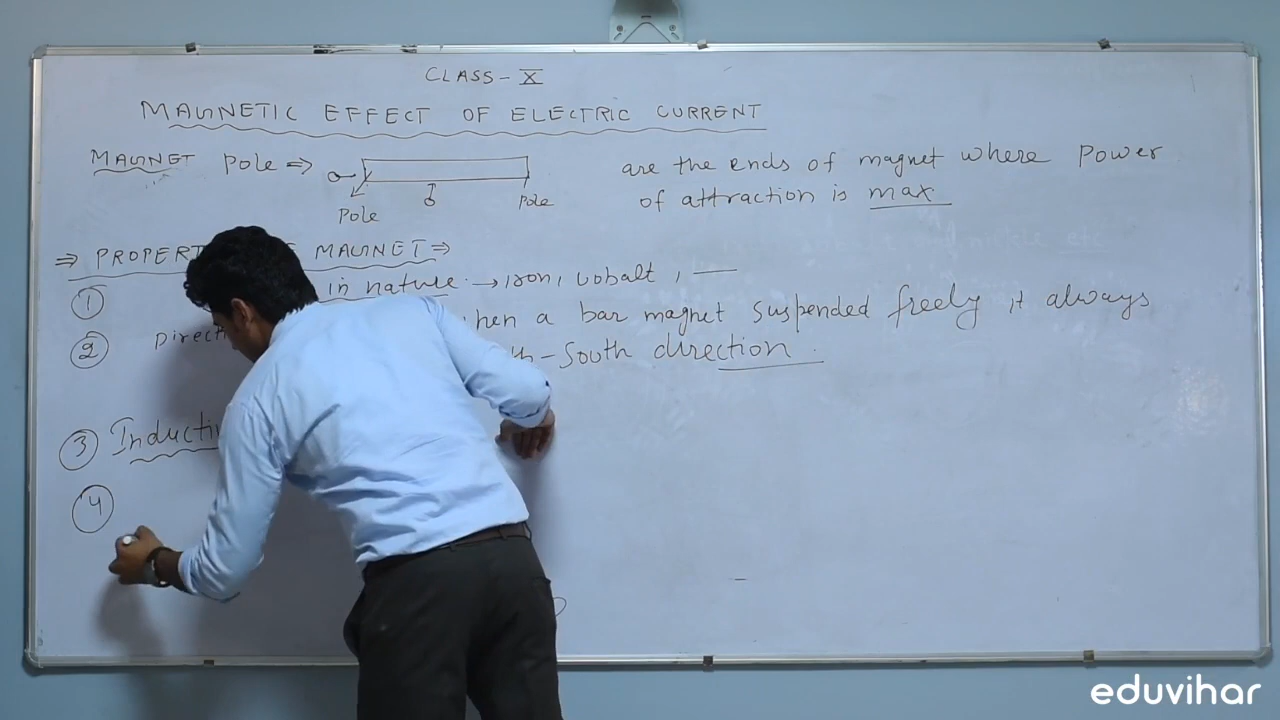 CLASS - X
MAGNETIC EFFECT OF ELECTRIC CURRENT
MAGNET Pole ⇒ are the ends of magnet where Power
Pole Pole of attraction is max.
⇒ PROPERT MAGNET ⇒
① in nature. → iron, cobalt, —
② Directi hen a bar magnet suspended freely it always
th - South direction.
③ Inducti
④
eduvihar